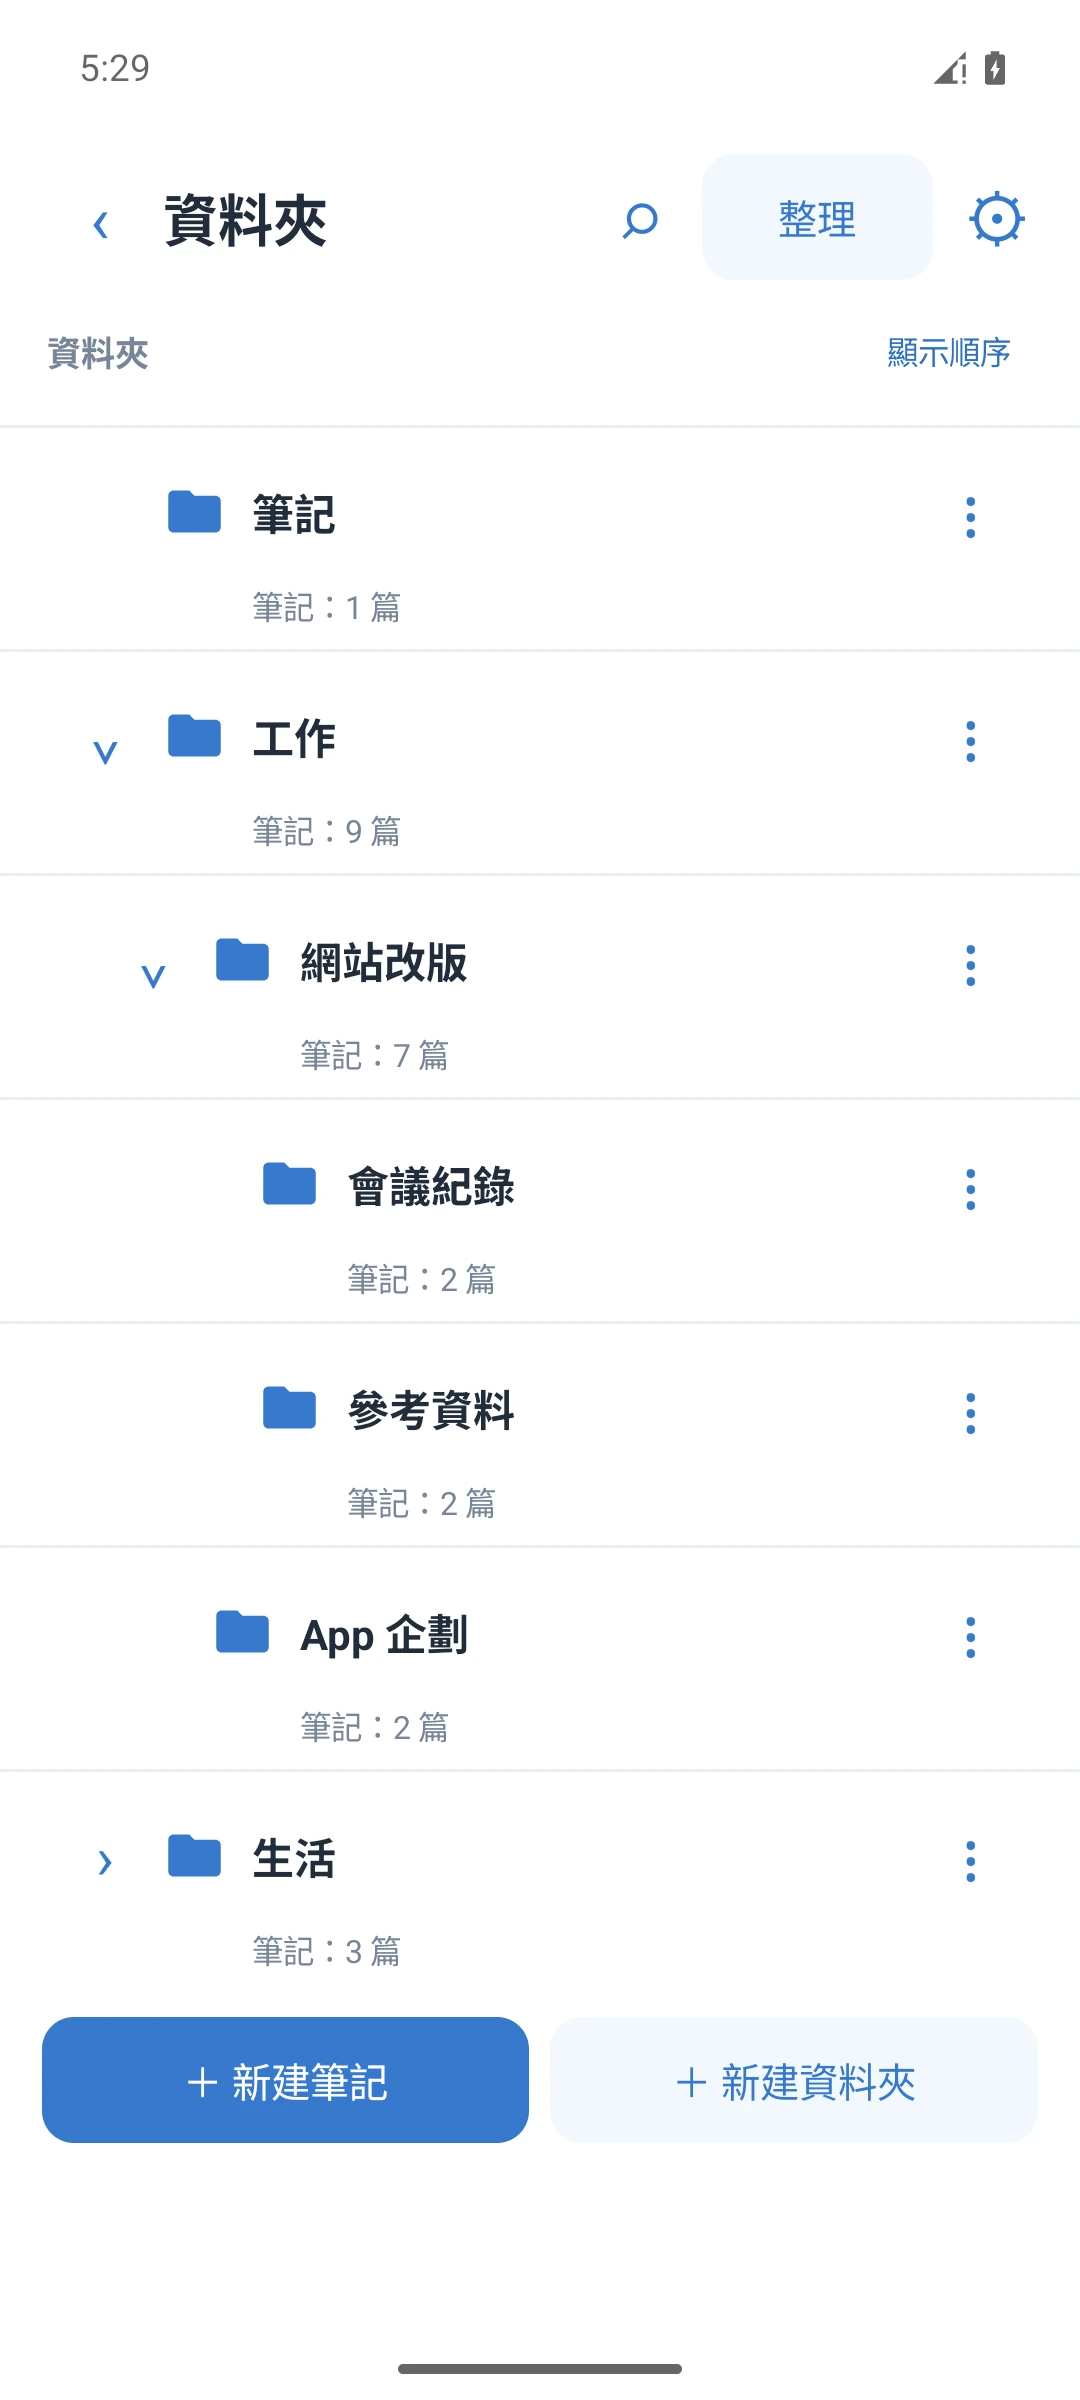 5:29
資料夾
整理
資料夾
顯示順序
筆記
筆記：1 篇
工作
筆記：9 篇
網站改版
筆記：7 篇
會議紀錄
筆記：2 篇
參考資料
筆記：2 篇
App 企劃
筆記：2 篇
生活
筆記：3 篇
＋ 新建筆記
＋ 新建資料夾